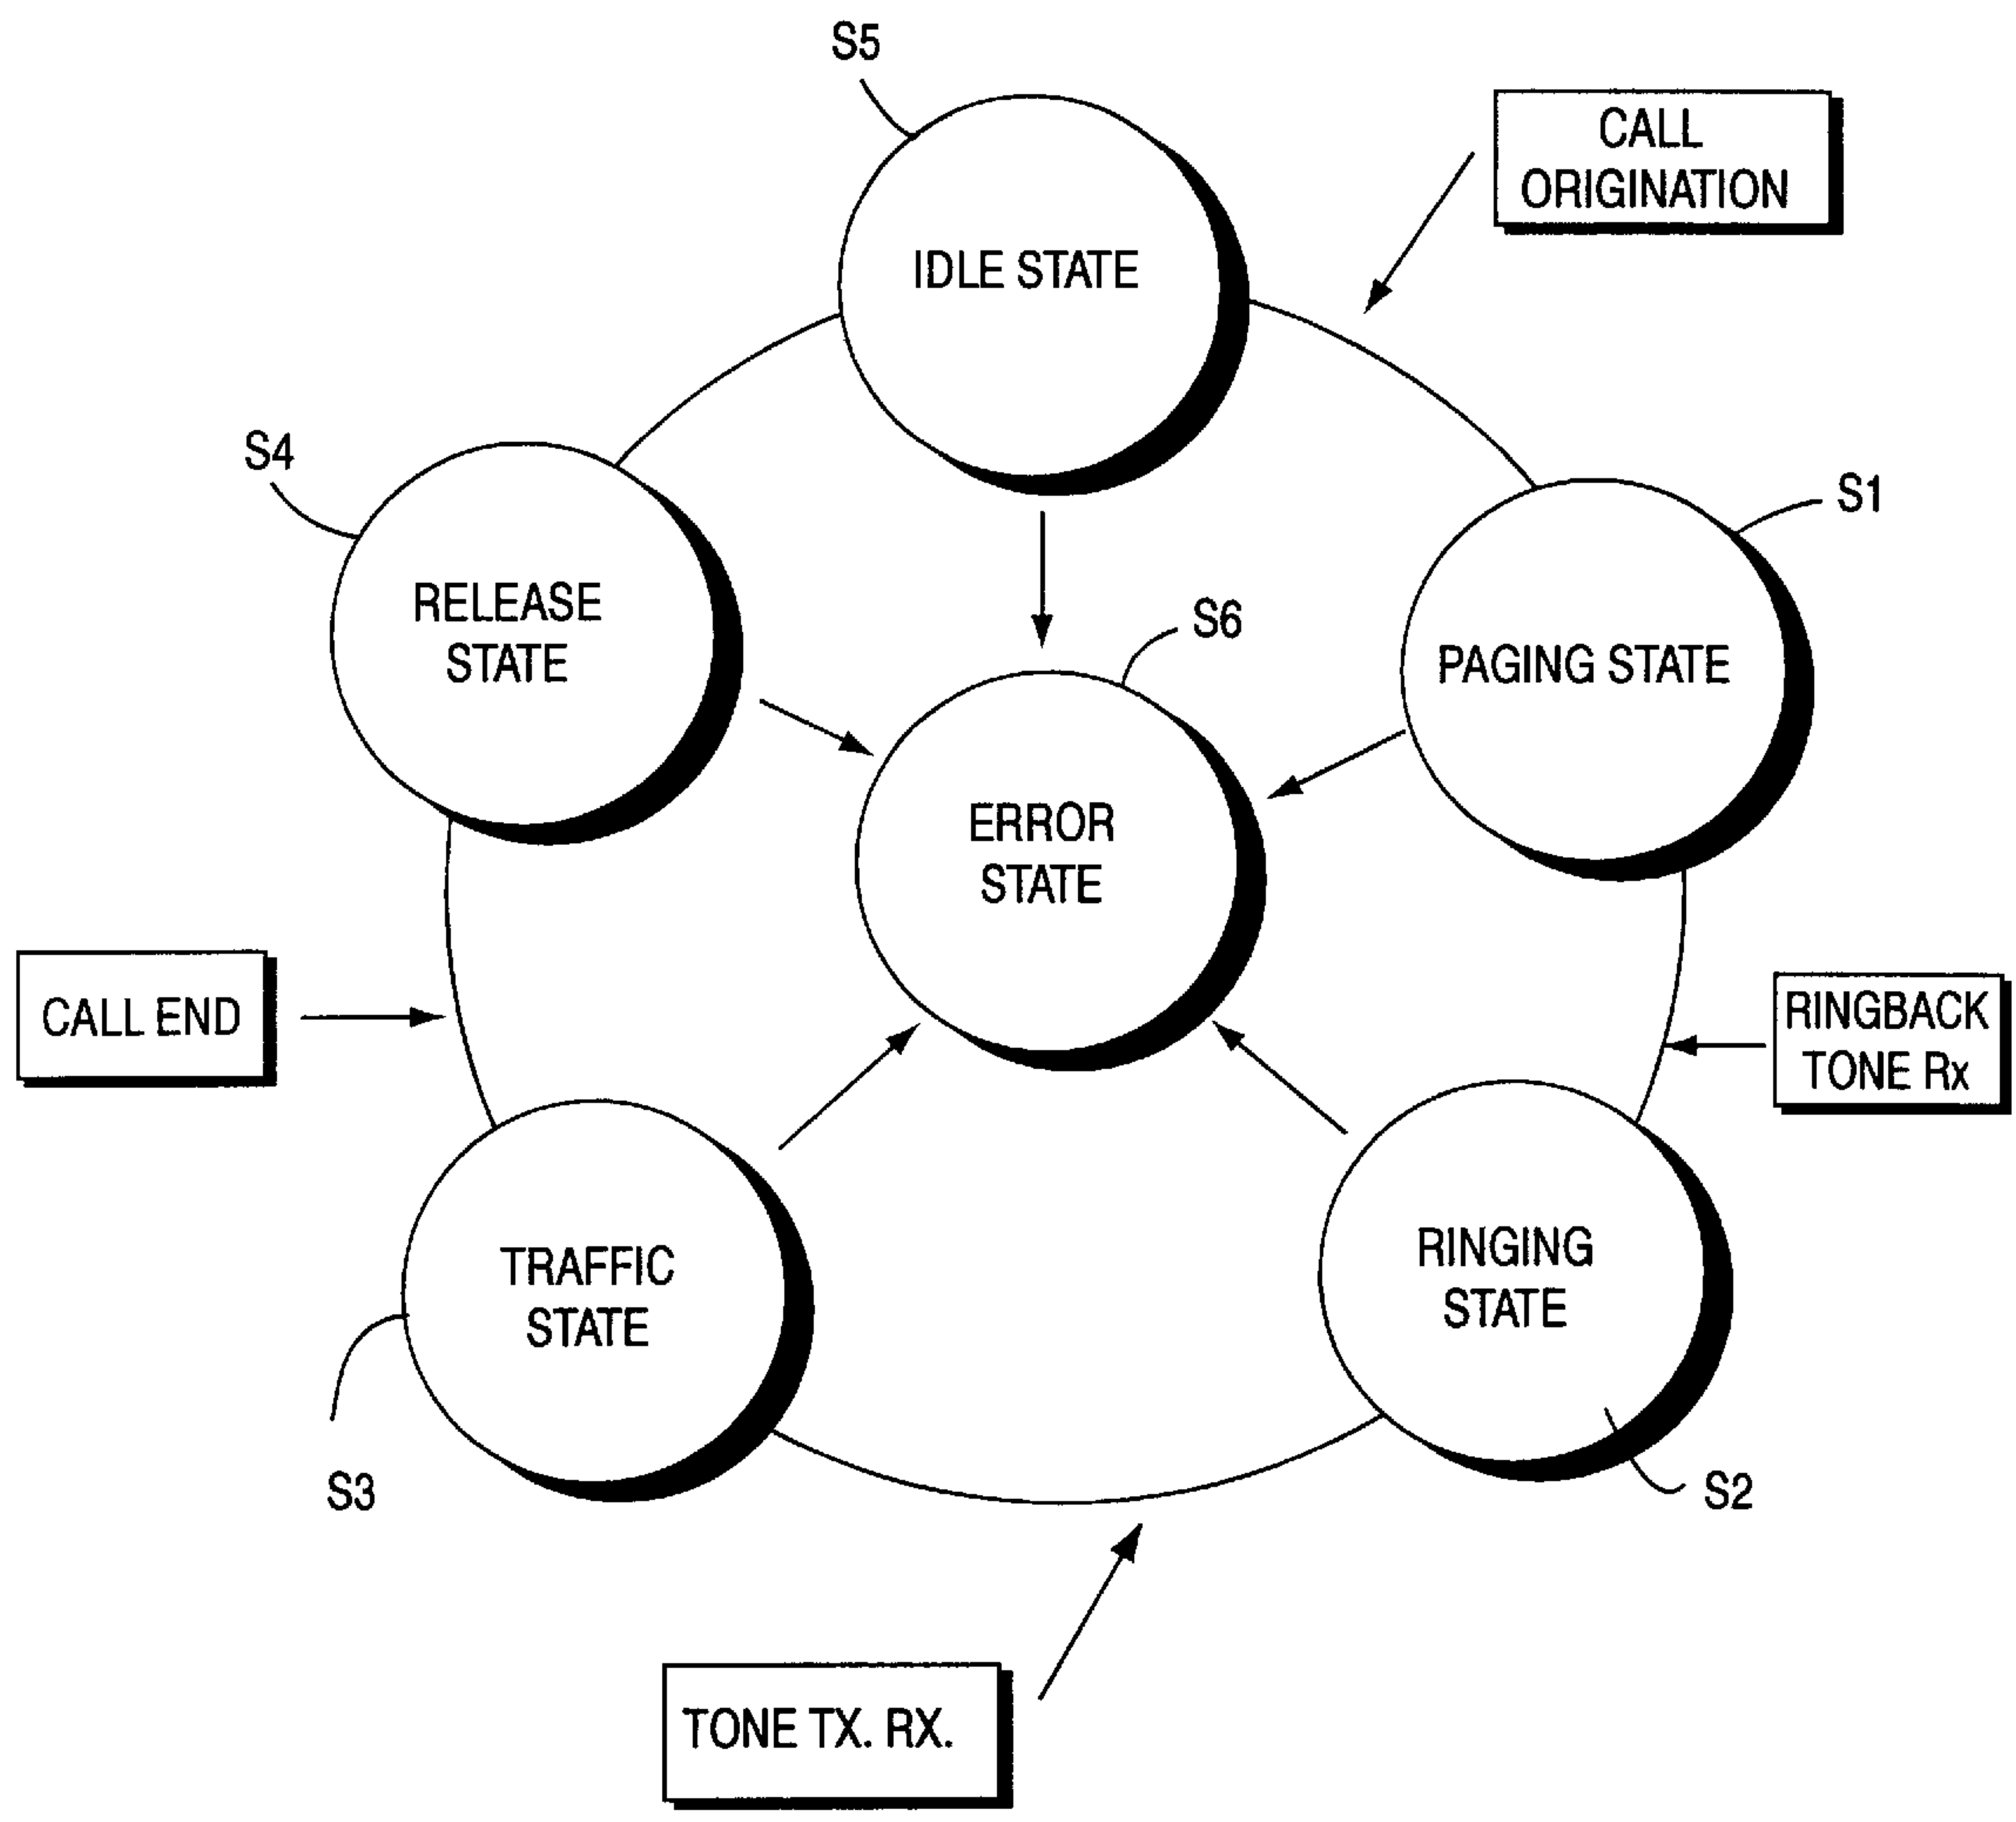 S5
CALL
ORIGINATION
IDLE STATE
S4
S1
RELEASE
STATE
S6
PAGING STATE
ERROR
STATE
CALL END
RINGBACK
TONE Rx
TRAFFIC
STATE
RINGING
STATE
S3
S2
TONE TX. RX.